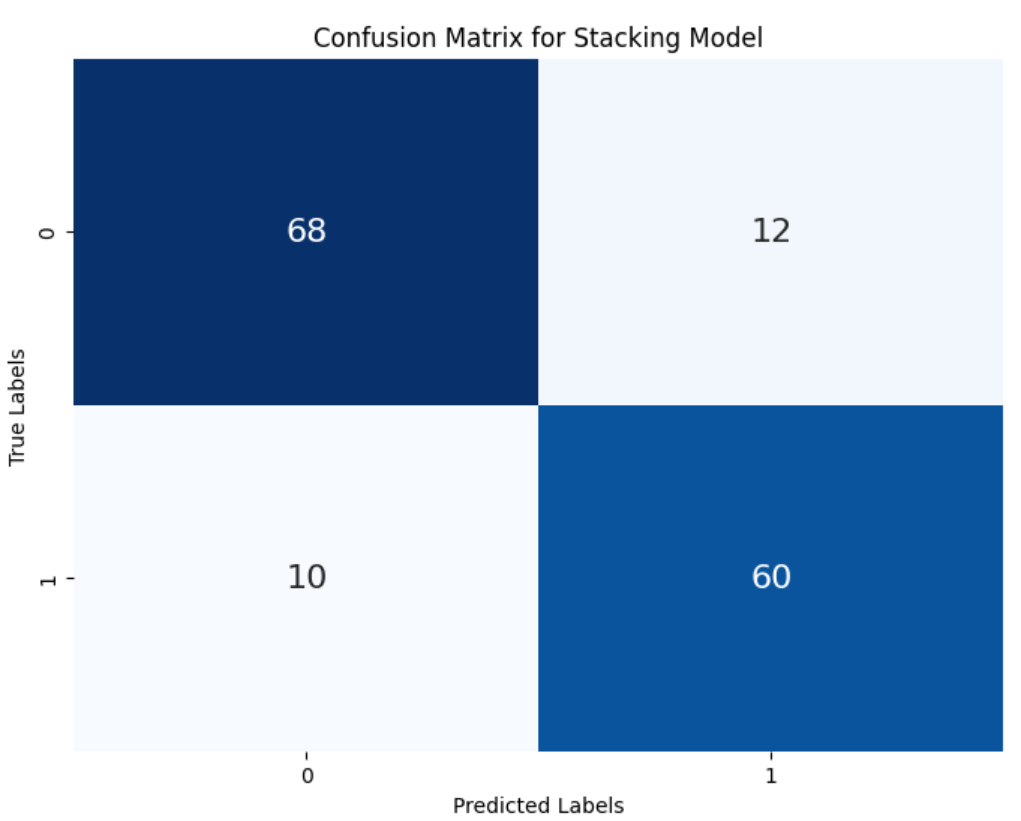 Confusion Matrix for Stacking Model
True Labels
0
68
12
1
10
60
0
1
Predicted Labels